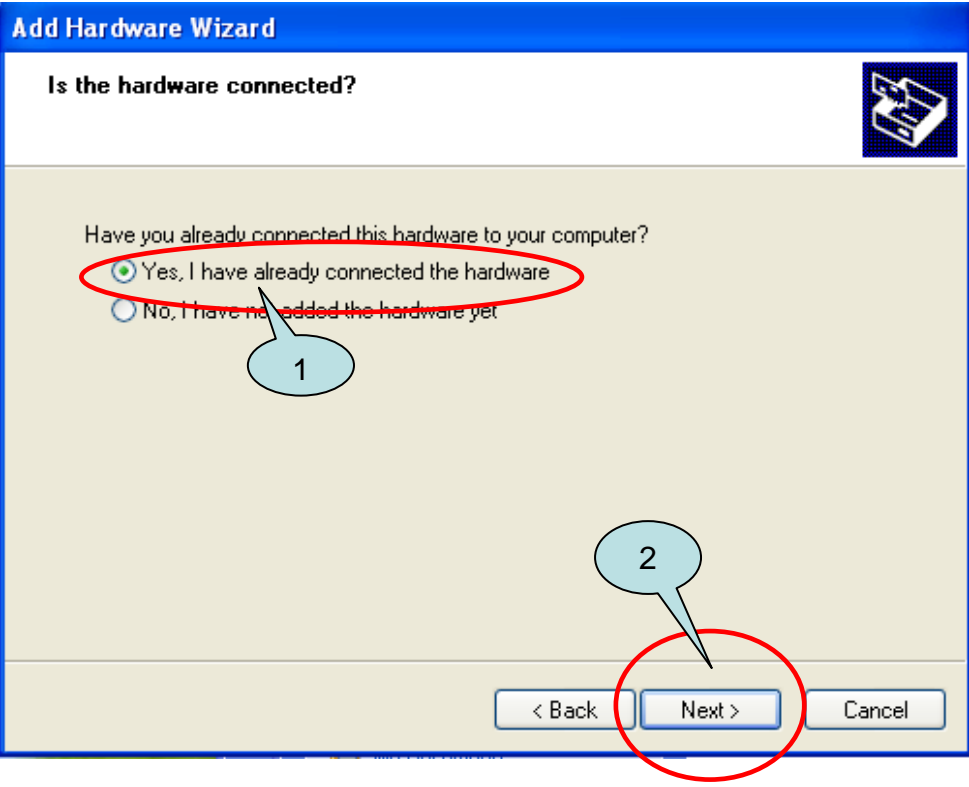 Add Hardware Wizard
Is the hardware connected?
Have you already connected this hardware to your computer?
Yes, I have already connected the hardware
No, I have not added the hardware yet
1
2
< Back
Next >
Cancel